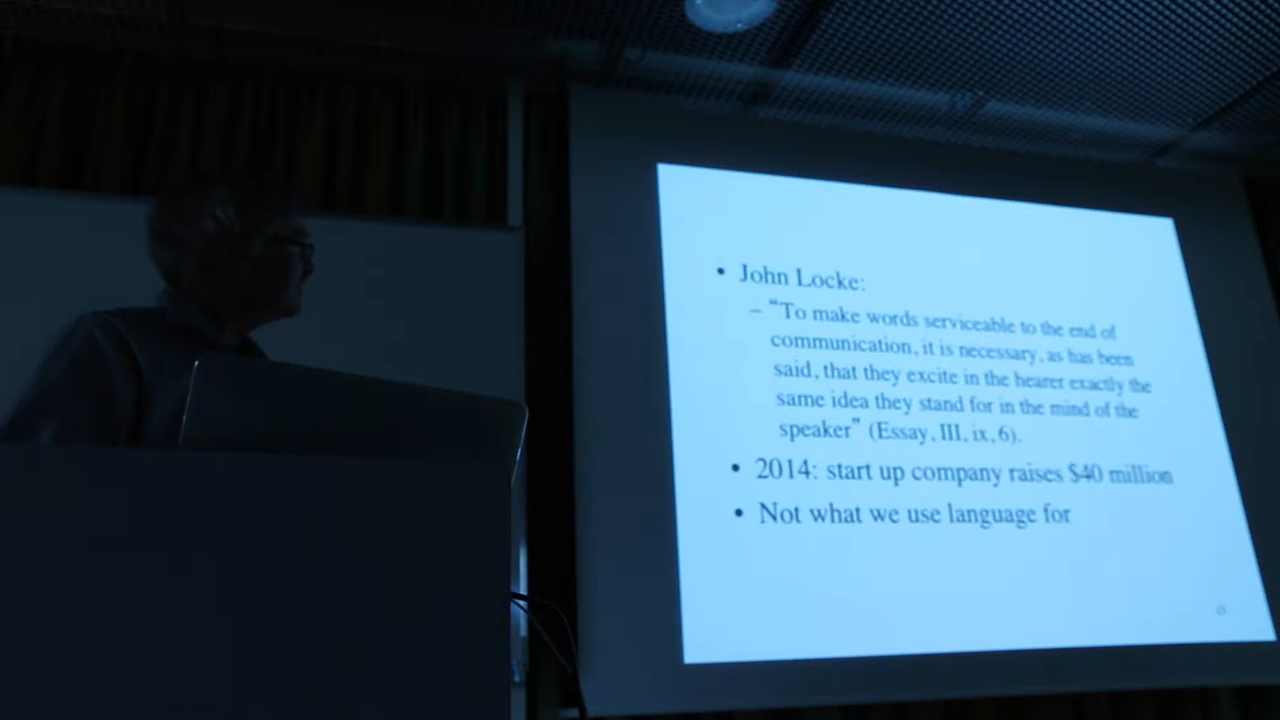 • John Locke:
– “To make words serviceable to the end of
communication, it is necessary, as has been
said, that they excite in the hearer exactly the
same idea they stand for in the mind of the
speaker” (Essay, III, ix, 6).
• 2014: start up company raises $40 million
• Not what we use language for